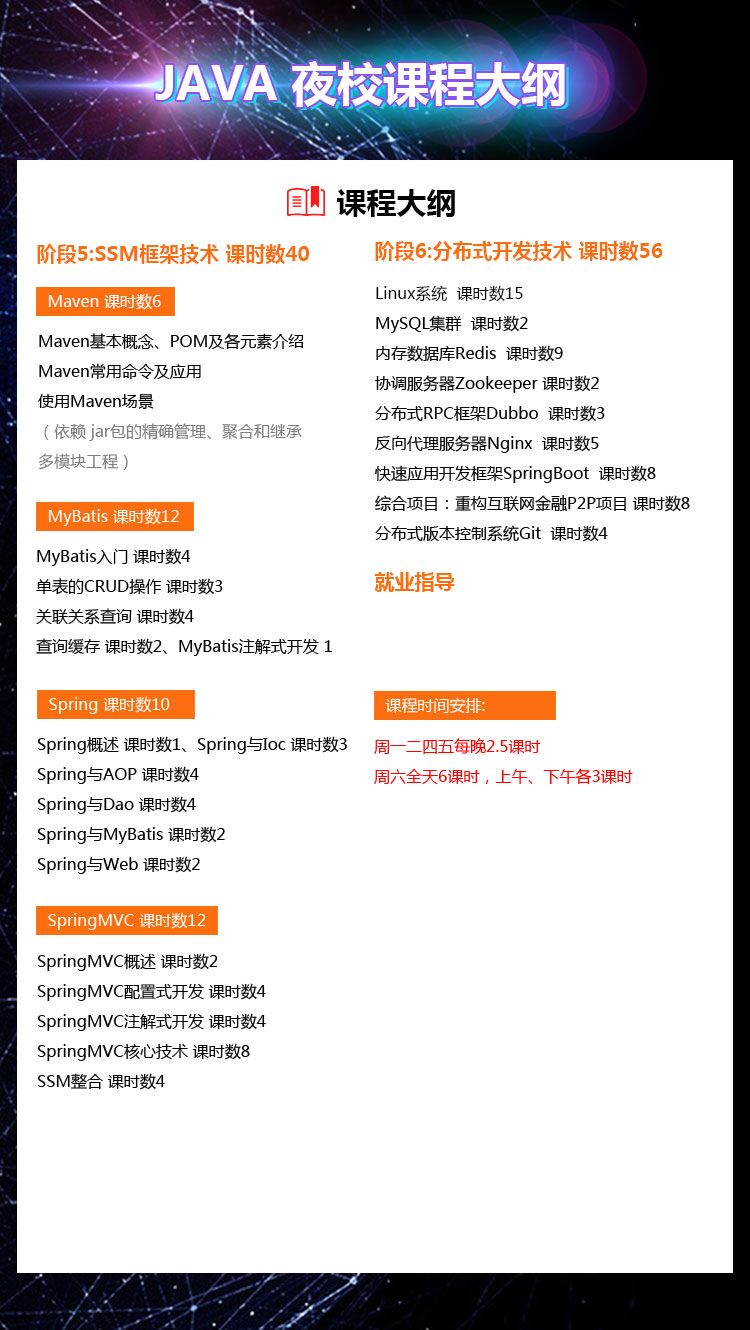 JAVA 夜校课程大纲
课程大纲
阶段5:SSM框架技术 课时数40
Maven 课时数6
Maven基本概念、POM及各元素介绍
Maven常用命令及应用
使用Maven场景
（依赖 jar包的精确管理、聚合和继承
多模块工程）
MyBatis 课时数12
MyBatis入门 课时数4
单表的CRUD操作 课时数3
关联关系查询 课时数4
查询缓存 课时数2、MyBatis注解式开发 1
Spring 课时数10
Spring概述 课时数1、Spring与Ioc 课时数3
Spring与AOP 课时数4
Spring与Dao 课时数4
Spring与MyBatis 课时数2
Spring与Web 课时数2
SpringMVC 课时数12
SpringMVC概述 课时数2
SpringMVC配置式开发 课时数4
SpringMVC注解式开发 课时数4
SpringMVC核心技术 课时数8
SSM整合 课时数4
阶段6:分布式开发技术 课时数56
Linux系统 课时数15
MySQL集群 课时数2
内存数据库Redis 课时数9
协调服务器Zookeeper 课时数2
分布式RPC框架Dubbo 课时数3
反向代理服务器Nginx 课时数5
快速应用开发框架SpringBoot 课时数8
综合项目：重构互联网金融P2P项目 课时数8
分布式版本控制系统Git 课时数4
就业指导
课程时间安排:
周一二四五每晚2.5课时
周六全天6课时，上午、下午各3课时